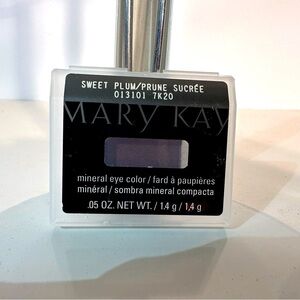 SWEET PLUM/PRUNE SUCRÉE
013101 7K20
MARY KAY
mineral eye color / fard à paupières
minéral / sombra mineral compacta
.05 OZ. NET WT. / 1.4 g / 1,4 g